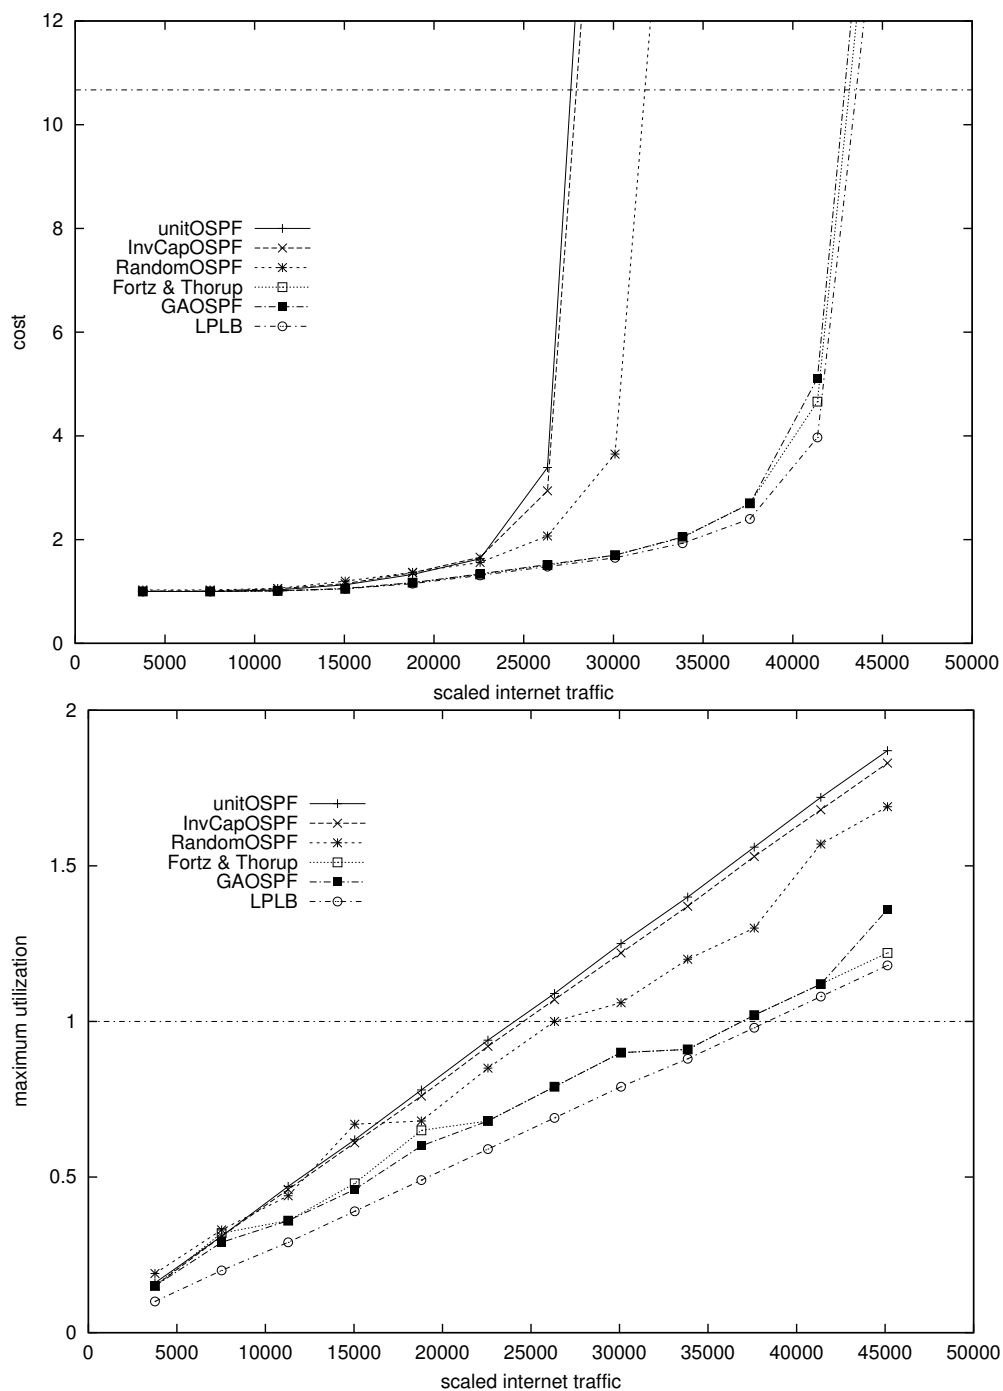 12
10
8
6
4
2
0
cost
unitOSPF
InvCapOSPF
RandomOSPF
Fortz & Thorup
GAOSPF
LPLB
0 5000 10000 15000 20000 25000 30000 35000 40000 45000 50000
scaled internet traffic
2
1.5
1
0.5
0
maximum utilization
unitOSPF
InvCapOSPF
RandomOSPF
Fortz & Thorup
GAOSPF
LPLB
0 5000 10000 15000 20000 25000 30000 35000 40000 45000 50000
scaled internet traffic